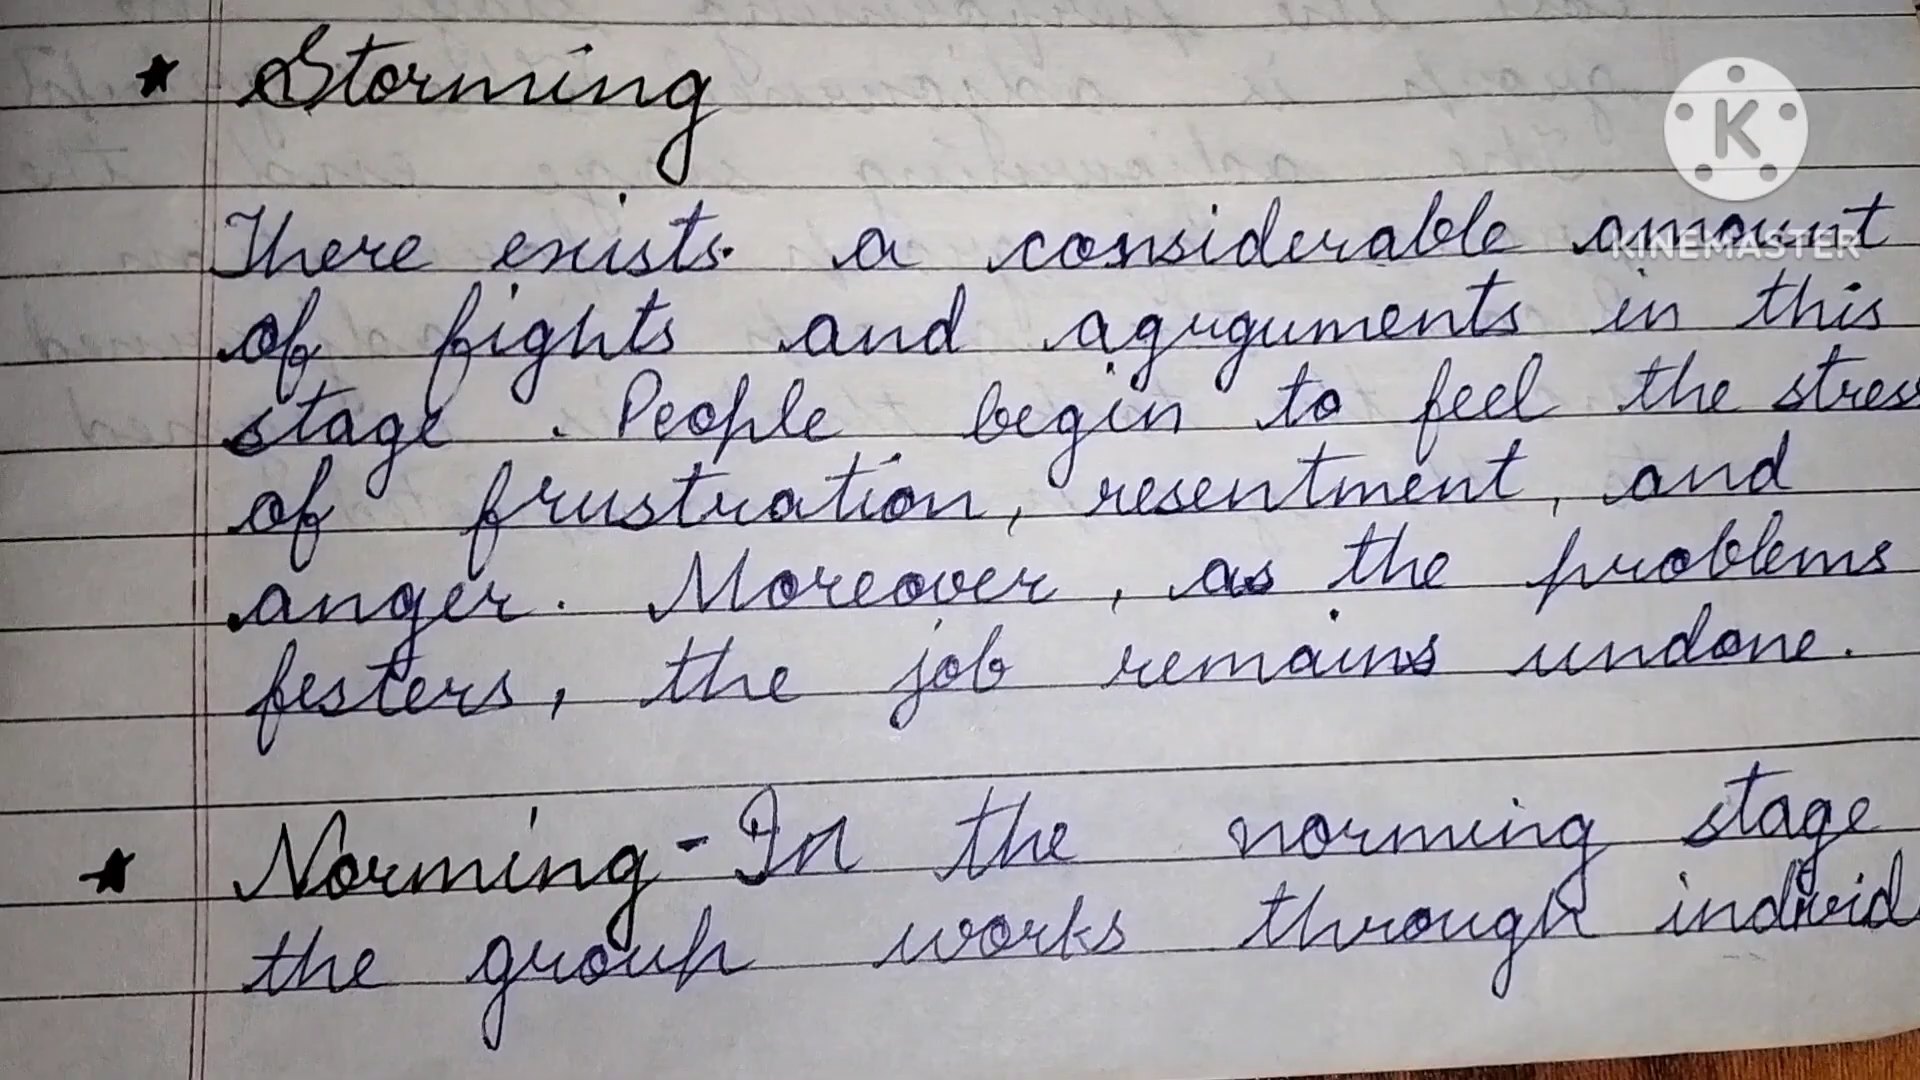 ★ Storming
There exists a considerable amount
of fights and aguguments in this
stage. People begin to feel the stress
of frustration, resentment, and
anger. Moreover, as the problems
festers, the job remains undone.
★ Norming - In the norming stage
the group works through individ
K
KINEMASTER